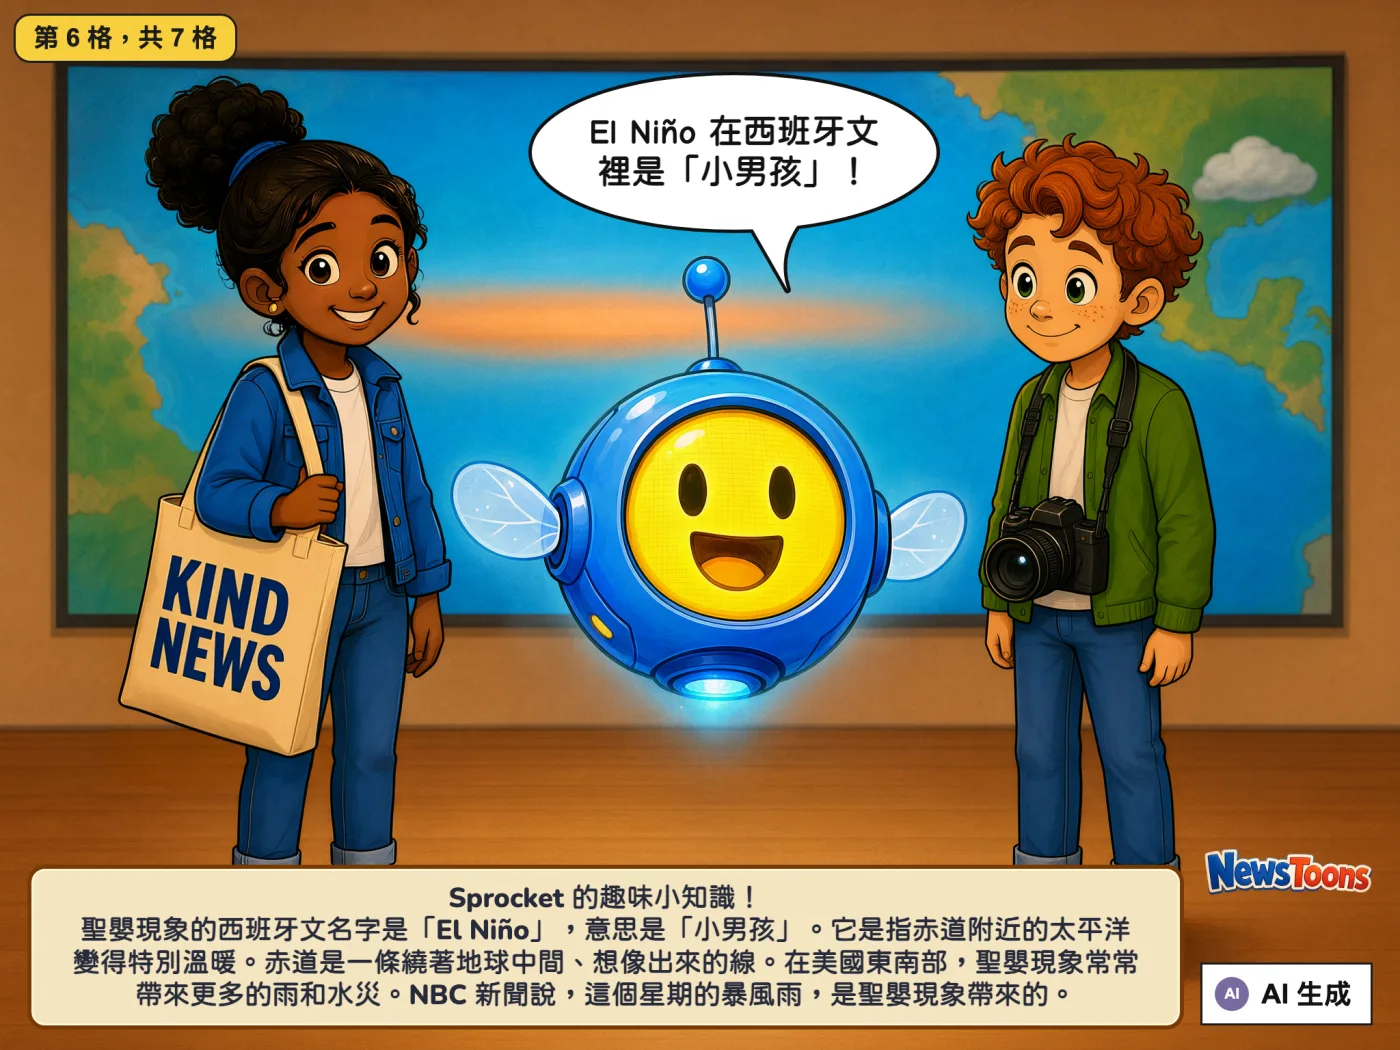 第 6 格，共 7 格
El Niño 在西班牙文
裡是「小男孩」！
KIND
NEWS
Sprocket 的趣味小知識！
聖嬰現象的西班牙文名字是「El Niño」，意思是「小男孩」。它是指赤道附近的太平洋
變得特別溫暖。赤道是一條繞著地球中間、想像出來的線。在美國東南部，聖嬰現象常常
帶來更多的雨和水災。NBC 新聞說，這個星期的暴風雨，是聖嬰現象帶來的。
NewsToons
AI AI 生成